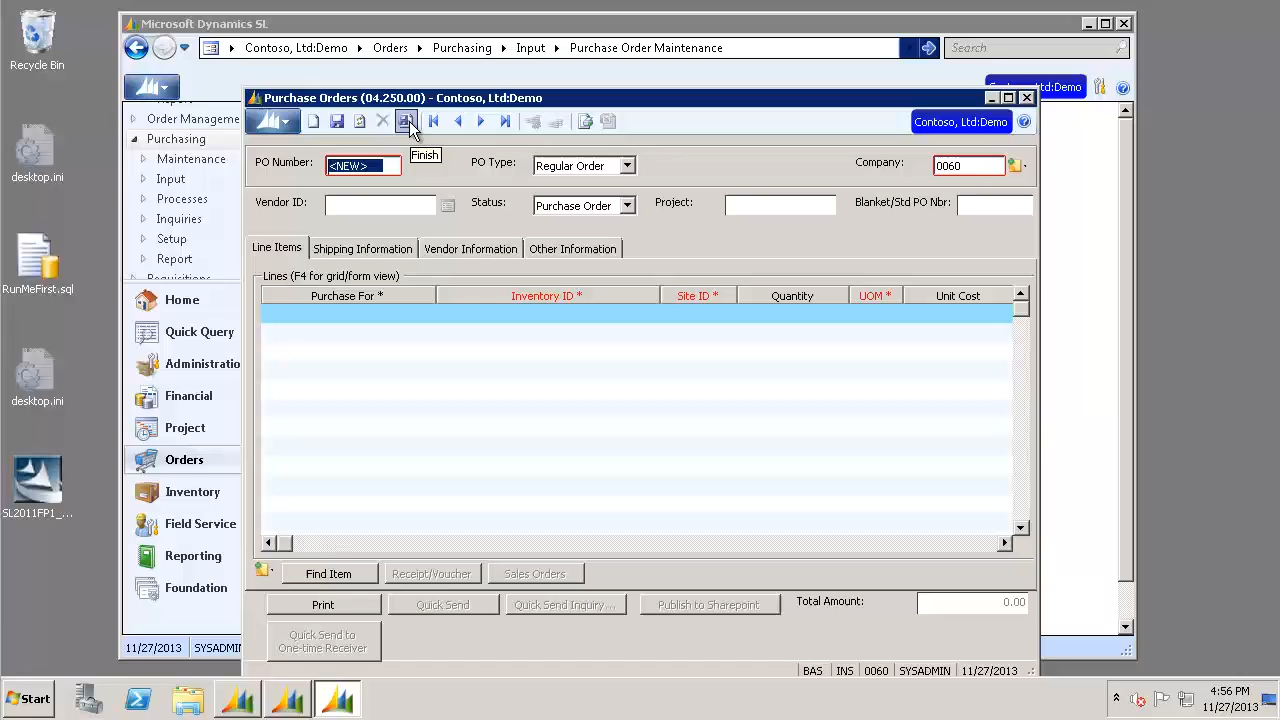 Recycle Bin
desktop.ini
RunMeFirst.sql
desktop.ini
SL2011FP1_...
Microsoft Dynamics SL
Contoso, Ltd:Demo Orders Purchasing Input Purchase Order Maintenance
Search
:o, Ltd:Demo
Order Manageme
Purchasing
Maintenance
Input
Processes
Inquiries
Setup
Report
Home
Quick Query
Administratio
Financial
Project
Orders
Inventory
Field Service
Reporting
Foundation
11/27/2013 SYSADMIN
Purchase Orders (04.250.00) - Contoso, Ltd:Demo
Contoso, Ltd:Demo
Finish
PO Number: <NEW> PO Type: Regular Order Company: 0060
Vendor ID: Status: Purchase Order Project: Blanket/Std PO Nbr:
Line Items Shipping Information Vendor Information Other Information
Lines (F4 for grid/form view)
Purchase For * Inventory ID * Site ID * Quantity UOM * Unit Cost
Find Item Receipt/Voucher Sales Orders
Print Quick Send Quick Send Inquiry... Publish to Sharepoint Total Amount: 0.00
Quick Send to
One-time Receiver
BAS INS 0060 SYSADMIN 11/27/2013
Start
4:56 PM
11/27/2013